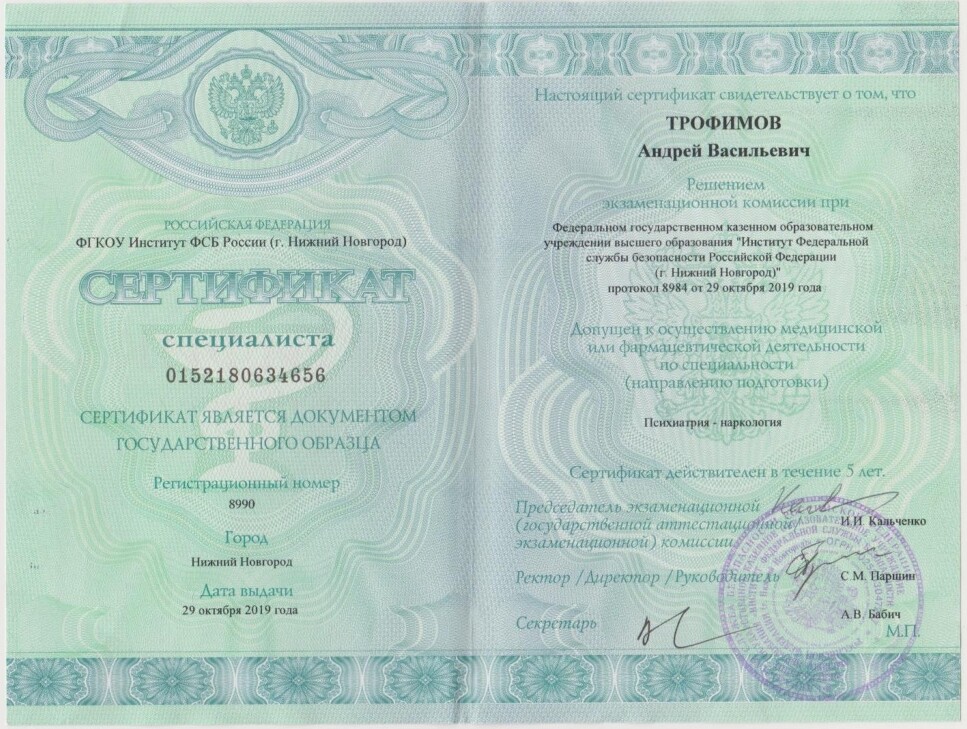 РОССИЙСКАЯ ФЕДЕРАЦИЯ
ФГКОУ Институт ФСБ России (г. Нижний Новгород)
СЕРТИФИКАТ
специалиста
0152180634656
СЕРТИФИКАТ ЯВЛЯЕТСЯ ДОКУМЕНТОМ
ГОСУДАРСТВЕННОГО ОБРАЗЦА
Регистрационный номер
8990
Город
Нижний Новгород
Дата выдачи
29 октября 2019 года
Настоящий сертификат свидетельствует о том, что
ТРОФИМОВ
Андрей Васильевич
Решением
экзаменационной комиссии при
Федеральном государственном казенном образовательном
учреждении высшего образования "Институт Федеральной
службы безопасности Российской Федерации
(г. Нижний Новгород)"
протокол 8984 от 29 октября 2019 года
Допущен к осуществлению медицинской
или фармацевтической деятельности
по специальности
(направлению подготовки)
Психиатрия - наркология
Сертификат действителен в течение 5 лет.
Председатель экзаменационной
(государственной аттестационной
экзаменационной) комиссии
И.И. Кальченко
Ректор /Директор /Руководитель
С.М. Паршин
Секретарь
А.В. Бабич
М.П.